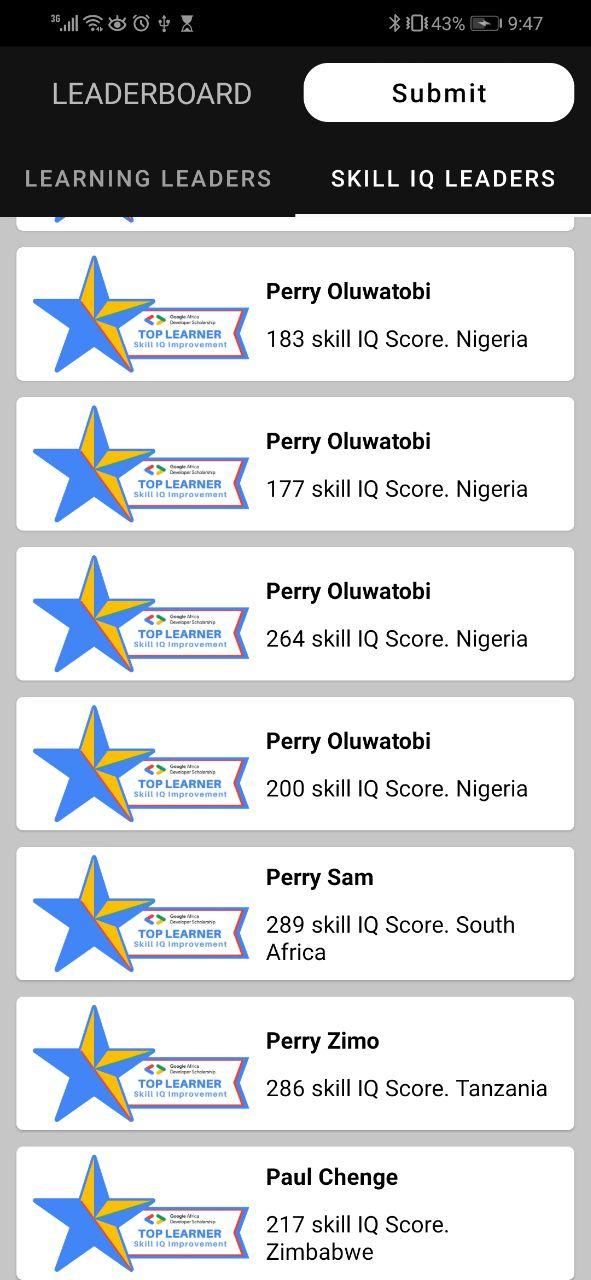 3G 43% 9:47
LEADERBOARD Submit
LEARNING LEADERS SKILL IQ LEADERS
Google Africa
Developer Scholarship
TOP LEARNER
Skill IQ Improvement
Perry Oluwatobi
183 skill IQ Score. Nigeria
Google Africa
Developer Scholarship
TOP LEARNER
Skill IQ Improvement
Perry Oluwatobi
177 skill IQ Score. Nigeria
Google Africa
Developer Scholarship
TOP LEARNER
Skill IQ Improvement
Perry Oluwatobi
264 skill IQ Score. Nigeria
Google Africa
Developer Scholarship
TOP LEARNER
Skill IQ Improvement
Perry Oluwatobi
200 skill IQ Score. Nigeria
Google Africa
Developer Scholarship
TOP LEARNER
Skill IQ Improvement
Perry Sam
289 skill IQ Score. South
Africa
Google Africa
Developer Scholarship
TOP LEARNER
Skill IQ Improvement
Perry Zimo
286 skill IQ Score. Tanzania
Google Africa
Developer Scholarship
TOP LEARNER
Skill IQ Improvement
Paul Chenge
217 skill IQ Score.
Zimbabwe